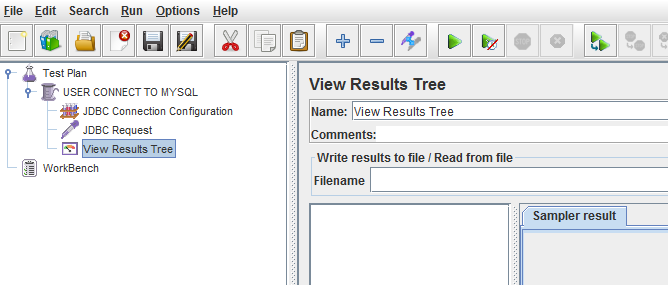 File Edit Search Run Options Help
Test Plan
USER CONNECT TO MYSQL
JDBC Connection Configuration
JDBC Request
View Results Tree
WorkBench
View Results Tree
Name: View Results Tree
Comments:
Write results to file / Read from file
Filename
Sampler result